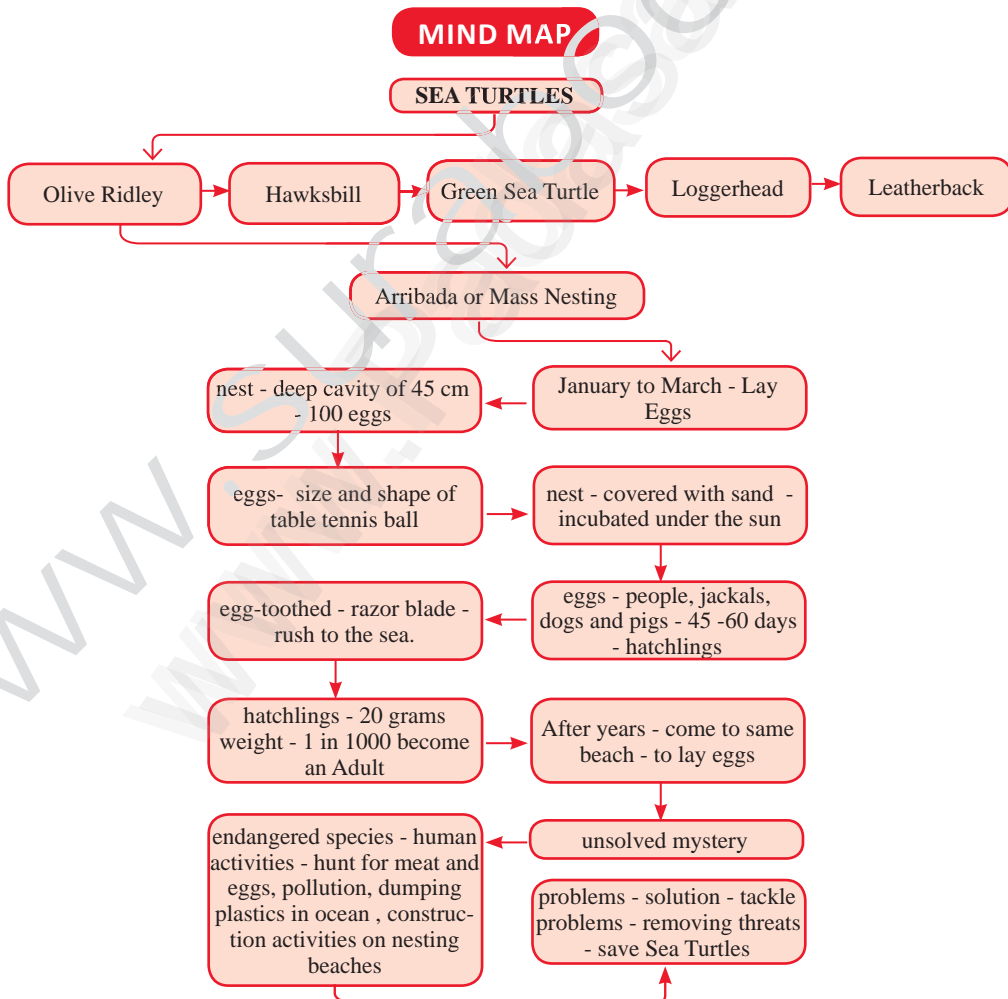 MIND MAP
SEA TURTLES
Olive Ridley
Hawksbill
Green Sea Turtle
Loggerhead
Leatherback
Arribada or Mass Nesting
January to March - Lay
Eggs
nest - deep cavity of 45 cm
- 100 eggs
eggs- size and shape of
table tennis ball
nest - covered with sand -
incubated under the sun
eggs - people, jackals,
dogs and pigs - 45 -60 days
- hatchlings
egg-toothed - razor blade -
rush to the sea.
hatchlings - 20 grams
weight - 1 in 1000 become
an Adult
After years - come to same
beach - to lay eggs
unsolved mystery
endangered species - human
activities - hunt for meat and
eggs, pollution, dumping
plastics in ocean , construc-
tion activities on nesting
beaches
problems - solution - tackle
problems - removing threats
- save Sea Turtles